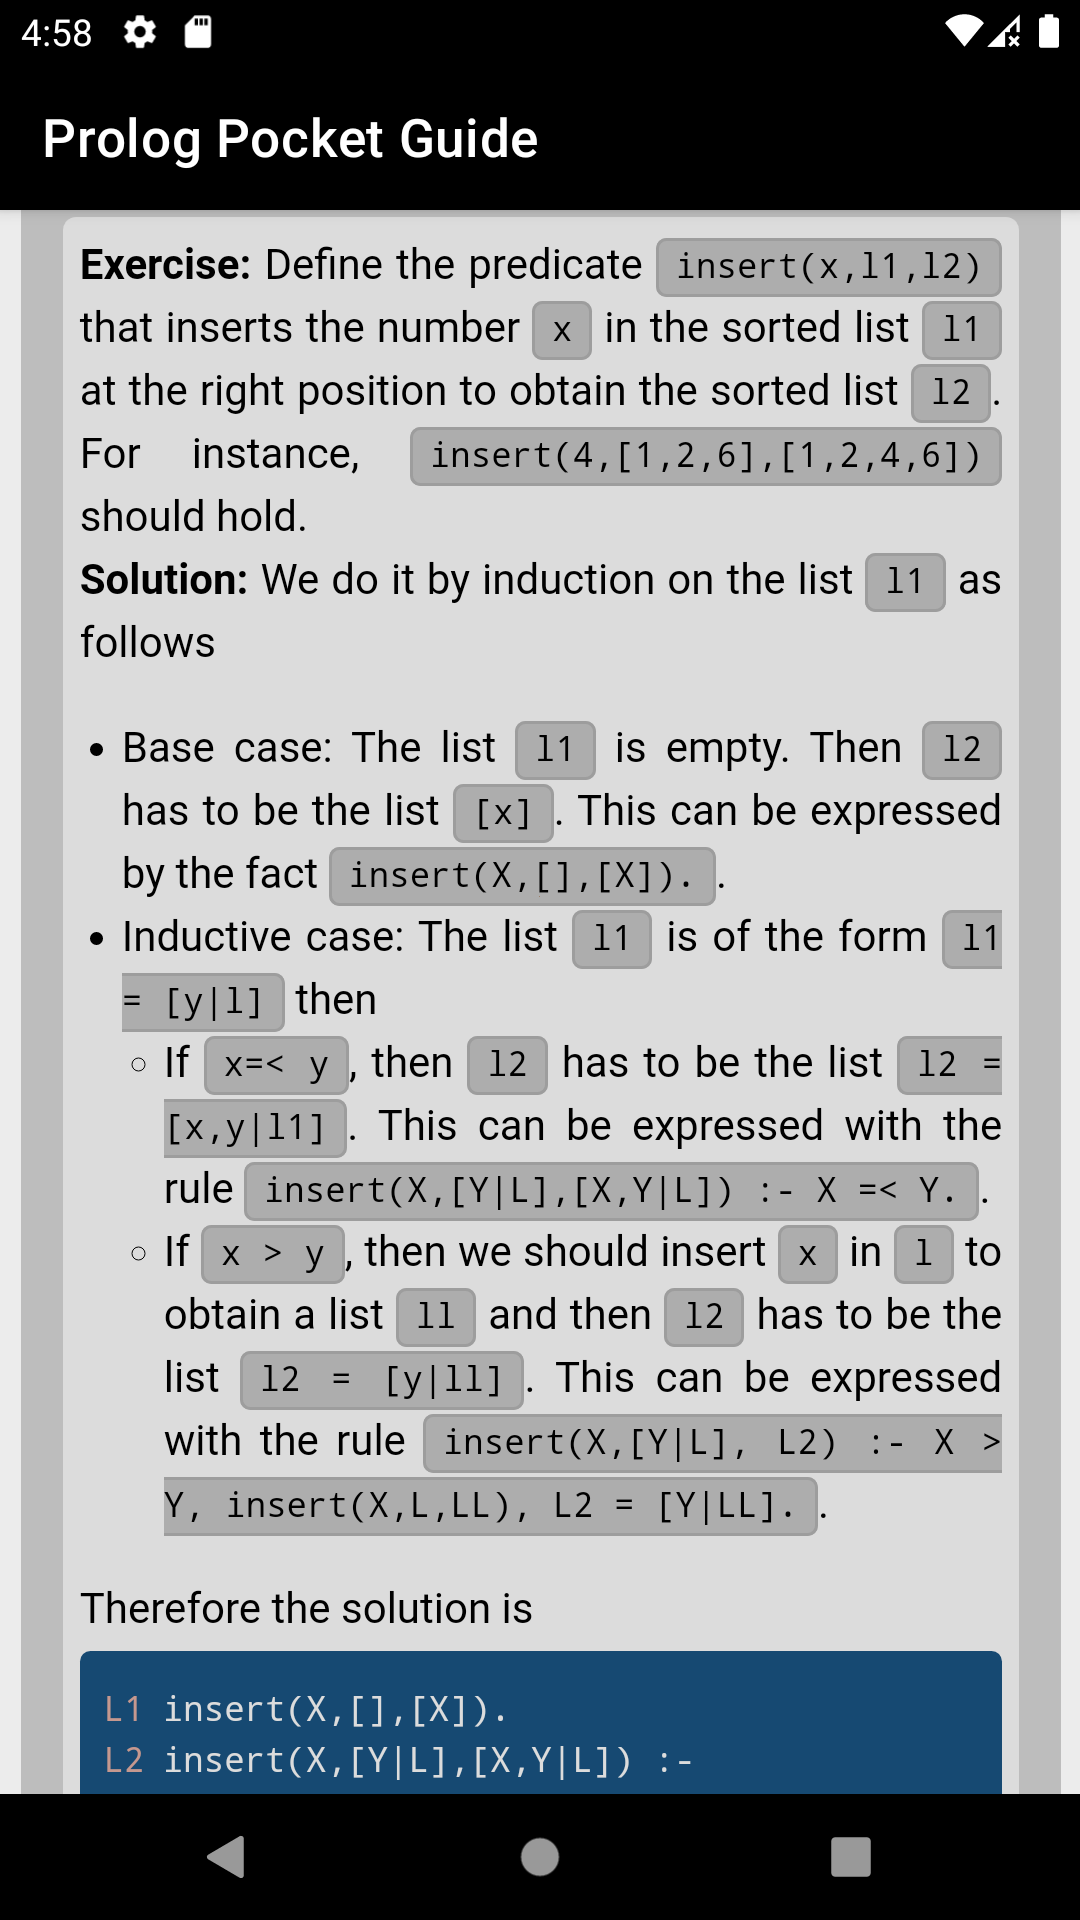 4:58
Prolog Pocket Guide
Exercise: Define the predicate insert(x,l1,l2)
that inserts the number x in the sorted list l1
at the right position to obtain the sorted list l2.
For instance, insert(4,[1,2,6],[1,2,4,6])
should hold.
Solution: We do it by induction on the list l1 as
follows
• Base case: The list l1 is empty. Then l2
has to be the list [x]. This can be expressed
by the fact insert(X,[],[X])..
• Inductive case: The list l1 is of the form l1
= [y|l] then
◦ If x=< y, then l2 has to be the list l2 =
[x,y|l1]. This can be expressed with the
rule insert(X,[Y|L],[X,Y|L]) :- X =< Y..
◦ If x > y, then we should insert x in l to
obtain a list ll and then l2 has to be the
list l2 = [y|ll]. This can be expressed
with the rule insert(X,[Y|L], L2) :- X >
Y, insert(X,L,LL), L2 = [Y|LL]..
Therefore the solution is
L1 insert(X,[],[X]).
L2 insert(X,[Y|L],[X,Y|L]) :-